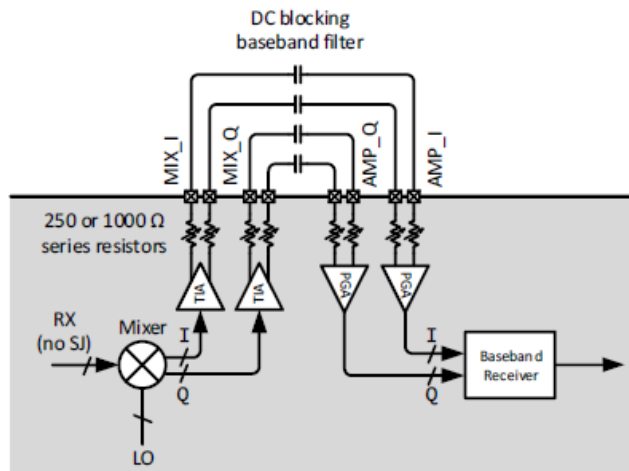 DC blocking
baseband filter
MIX_I
MIX_Q
AMP_Q
AMP_I
250 or 1000 Ω
series resistors
TIA
TIA
PGA
PGA
RX
(no SJ)
Mixer
I
Q
I
Q
Baseband
Receiver
LO